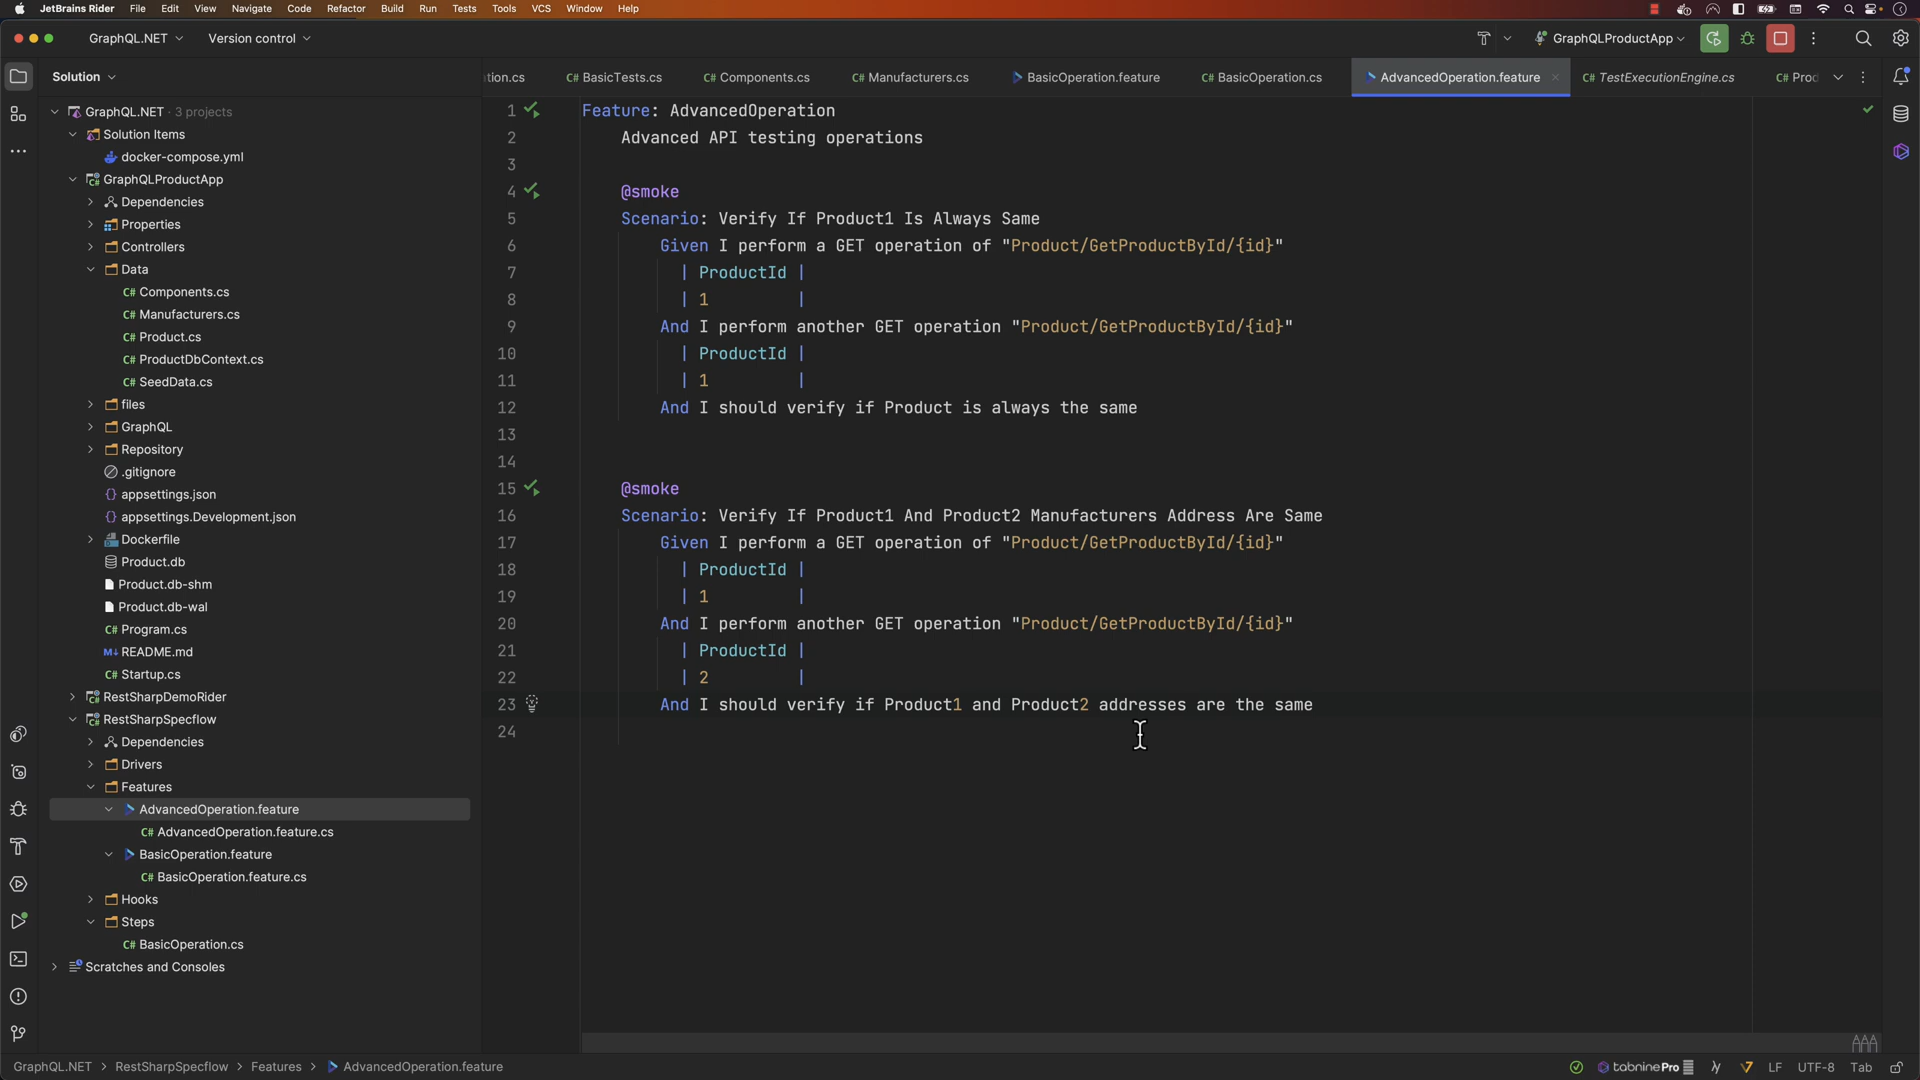 JetBrains Rider File Edit View Navigate Code Refactor Build Run Tests Tools VCS Window Help
GraphQL.NET Version control GraphQLProductApp
Solution
tion.cs BasicTests.cs Components.cs Manufacturers.cs BasicOperation.feature BasicOperation.cs AdvancedOperation.feature TestExecutionEngine.cs Prod
GraphQL.NET · 3 projects
Solution Items
docker-compose.yml
GraphQLProductApp
Dependencies
Properties
Controllers
Data
Components.cs
Manufacturers.cs
Product.cs
ProductDbContext.cs
SeedData.cs
files
GraphQL
Repository
.gitignore
appsettings.json
appsettings.Development.json
Dockerfile
Product.db
Product.db-shm
Product.db-wal
Program.cs
README.md
Startup.cs
RestSharpDemoRider
RestSharpSpecflow
Dependencies
Drivers
Features
AdvancedOperation.feature
C# AdvancedOperation.feature.cs
BasicOperation.feature
C# BasicOperation.feature.cs
Hooks
Steps
C# BasicOperation.cs
Scratches and Consoles
1 Feature: AdvancedOperation
2 Advanced API testing operations
3
4 @smoke
5 Scenario: Verify If Product1 Is Always Same
6 Given I perform a GET operation of "Product/GetProductById/{id}"
7 | ProductId |
8 | 1 |
9 And I perform another GET operation "Product/GetProductById/{id}"
10 | ProductId |
11 | 1 |
12 And I should verify if Product is always the same
13
14
15 @smoke
16 Scenario: Verify If Product1 And Product2 Manufacturers Address Are Same
17 Given I perform a GET operation of "Product/GetProductById/{id}"
18 | ProductId |
19 | 1 |
20 And I perform another GET operation "Product/GetProductById/{id}"
21 | ProductId |
22 | 2 |
23 And I should verify if Product1 and Product2 addresses are the same
24
GraphQL.NET > RestSharpSpecflow > Features > AdvancedOperation.feature
tabninePro LF UTF-8 Tab